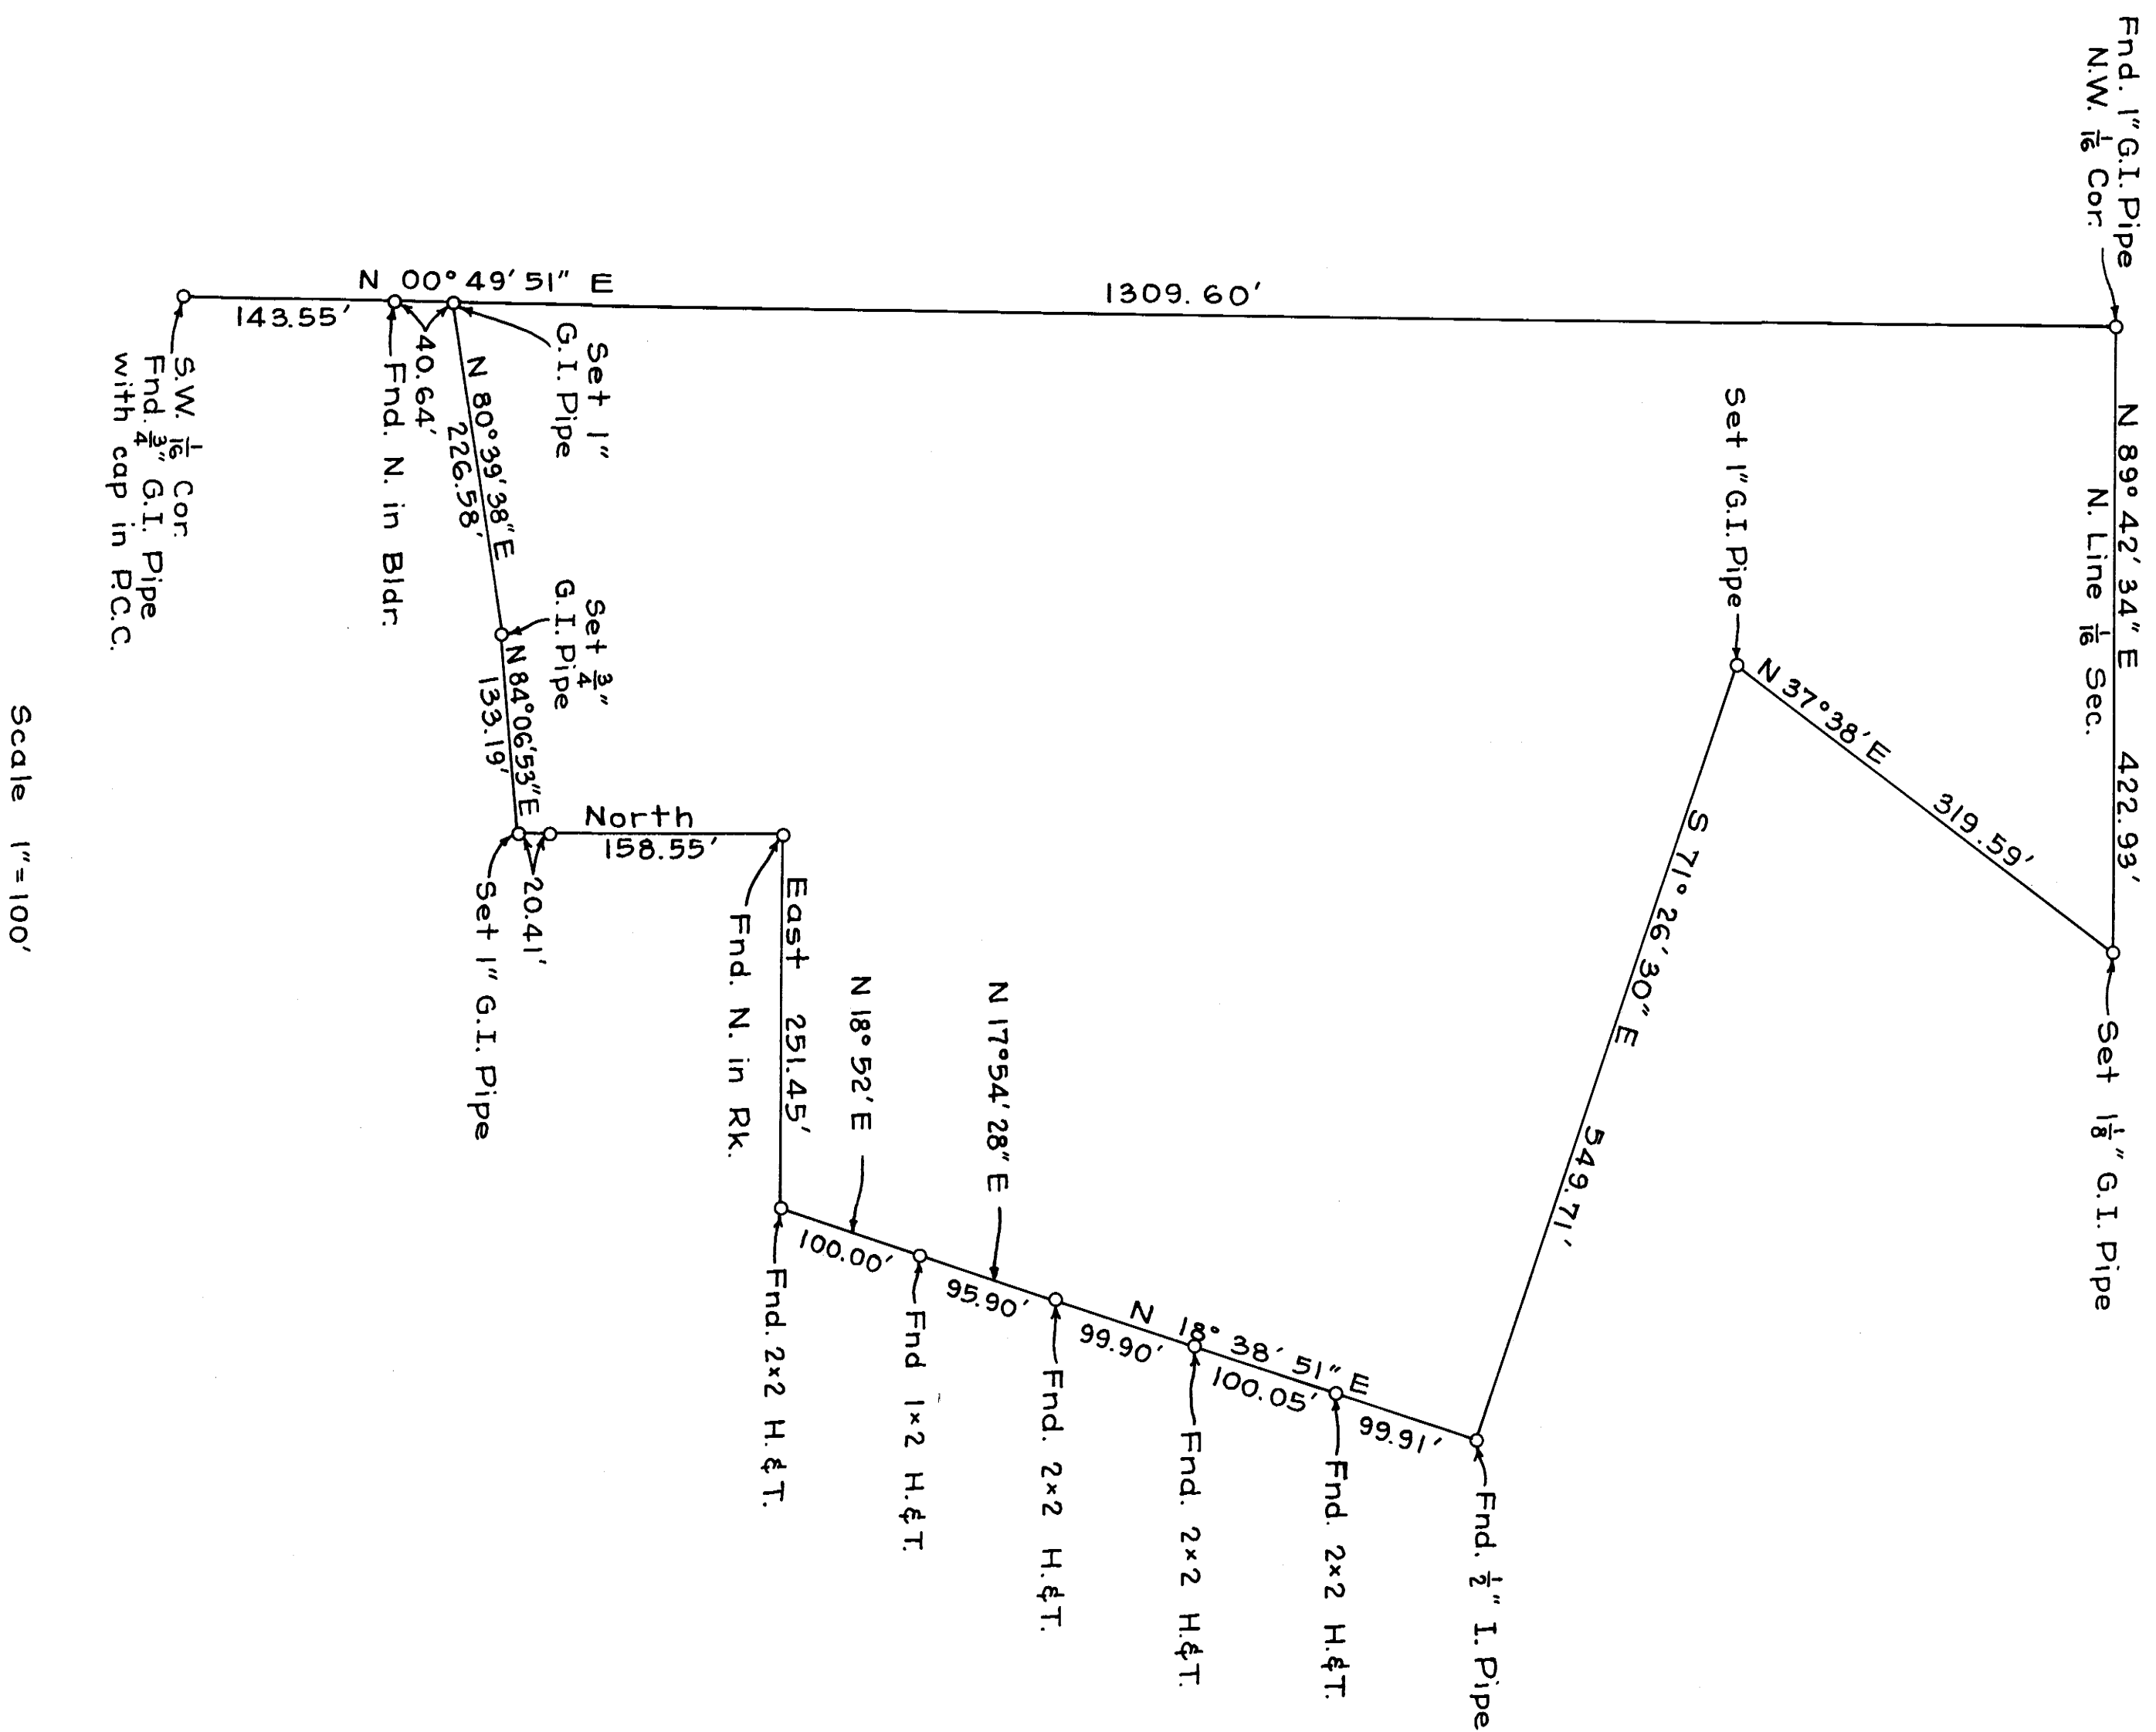 Fnd. 1" G.I. Pipe
N.W. 1/16 Cor.
N 89° 42' 34" E 422.93'
N. Line 1/16 Sec.
Set 1 1/8" G.I. Pipe
N 37°38' E
319.59'
Set 1" G.I. Pipe
S 71° 26' 30" E 549.71'
Fnd. 1/2" I. Pipe
99.91'
Fnd. 2×2 H.&T.
N 18° 38' 51" E
100.05'
Fnd. 2×2 H.&T.
99.90'
Fnd. 2×2 H.&T.
N 17°54'28" E
95.90'
Fnd 1×2 H.&T.
N 18°52' E
100.00'
Fnd. 2×2 H.&T.
East 251.45'
Fnd. N. in Rk.
North
158.55'
20.41'
Set 1" G.I. Pipe
N 84°06'53" E
133.19'
Set 3/4"
G.I. Pipe
N 80°39'38" E
226.58'
Set 1"
G.I. Pipe
1309.60'
N 00° 49' 51" E
40.64'
Fnd. N. in Bldr.
143.55'
S.W. 1/16 Cor.
Fnd. 3/4" G.I. Pipe
with cap in P.C.C.
Scale 1"=100'